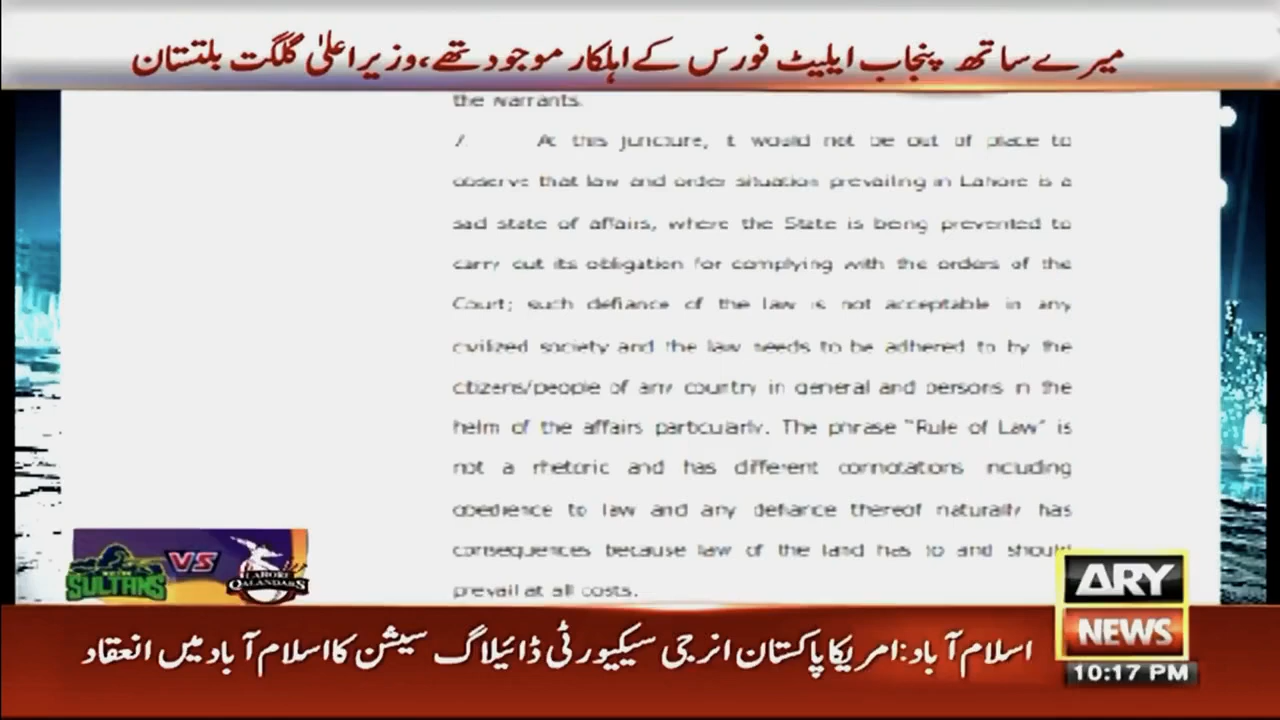 میرے ساتھ پنجاب ایلیٹ فورس کے اہلکار موجود تھے، وزیراعلیٰ گلگت بلتستان
the warrants.
7. At this juncture, it would not be out of place to
observe that law and order situation prevailing in Lahore is a
sad state of affairs, where the State is being prevented to
carry out its obligation for complying with the orders of the
Court; such defiance of the law is not acceptable in any
civilized society and the law needs to be adhered to by the
citizens/people of any country in general and persons in the
helm of the affairs particularly. The phrase "Rule of Law" is
not a rhetoric and has different connotations including
obedience to law and any defiance thereof naturally has
consequences because law of the land has to and should
prevail at all costs.
SULTANS
VS
LAHORE
QALANDARS
ARY
NEWS
10:17 PM
اسلام آباد: امریکا پاکستان انرجی سیکیورٹی ڈائیلاگ سیشن کا اسلام آباد میں انعقاد